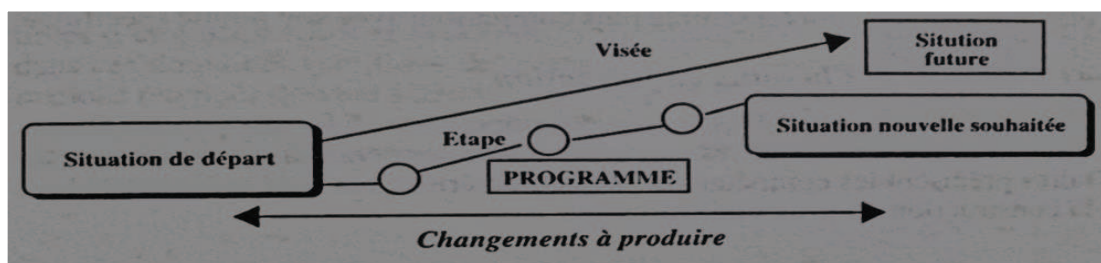 Visée
Sitution
future
Etape
Situation nouvelle souhaitée
Situation de départ
PROGRAMME
Changements à produire